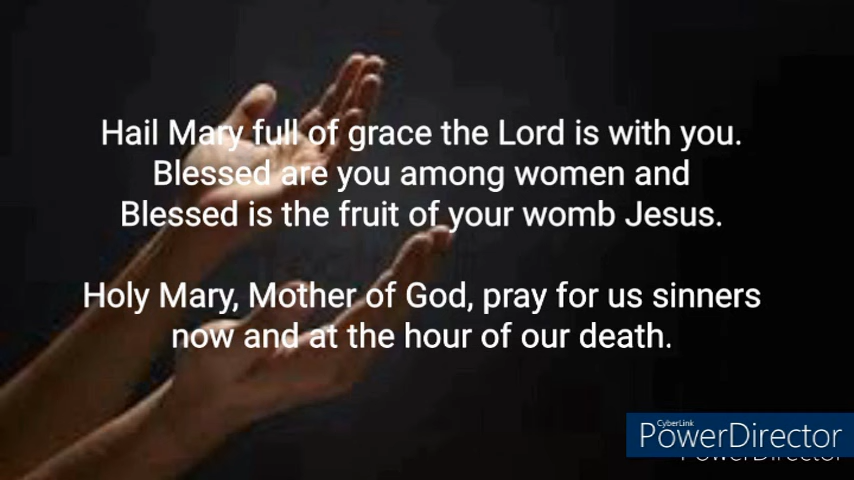 Hail Mary full of grace the Lord is with you.
Blessed are you among women and
Blessed is the fruit of your womb Jesus.
Holy Mary, Mother of God, pray for us sinners
now and at the hour of our death.
CyberLink
PowerDirector
PowerDirector